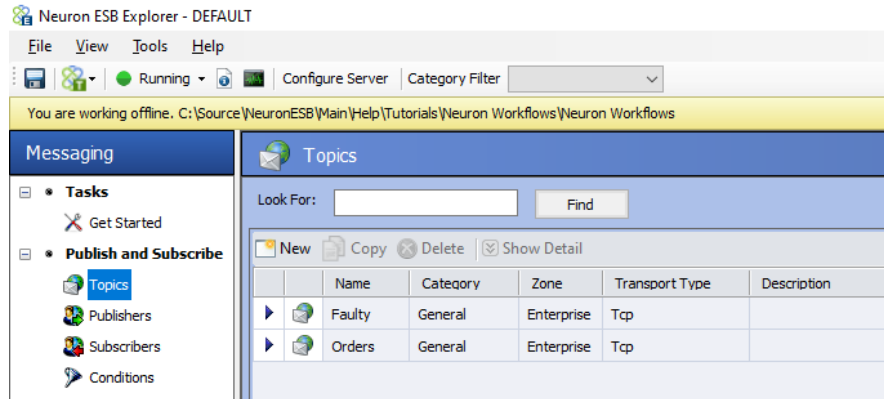 Neuron ESB Explorer - DEFAULT
File View Tools Help
Running Configure Server Category Filter
You are working offline. C:\Source\NeuronESB\Main\Help\Tutorials\Neuron Workflows\Neuron Workflows
Messaging
Tasks
Get Started
Publish and Subscribe
Topics
Publishers
Subscribers
Conditions
Topics
Look For: Find
New Copy Delete Show Detail
Name Category Zone Transport Type Description
Faulty General Enterprise Tcp
Orders General Enterprise Tcp